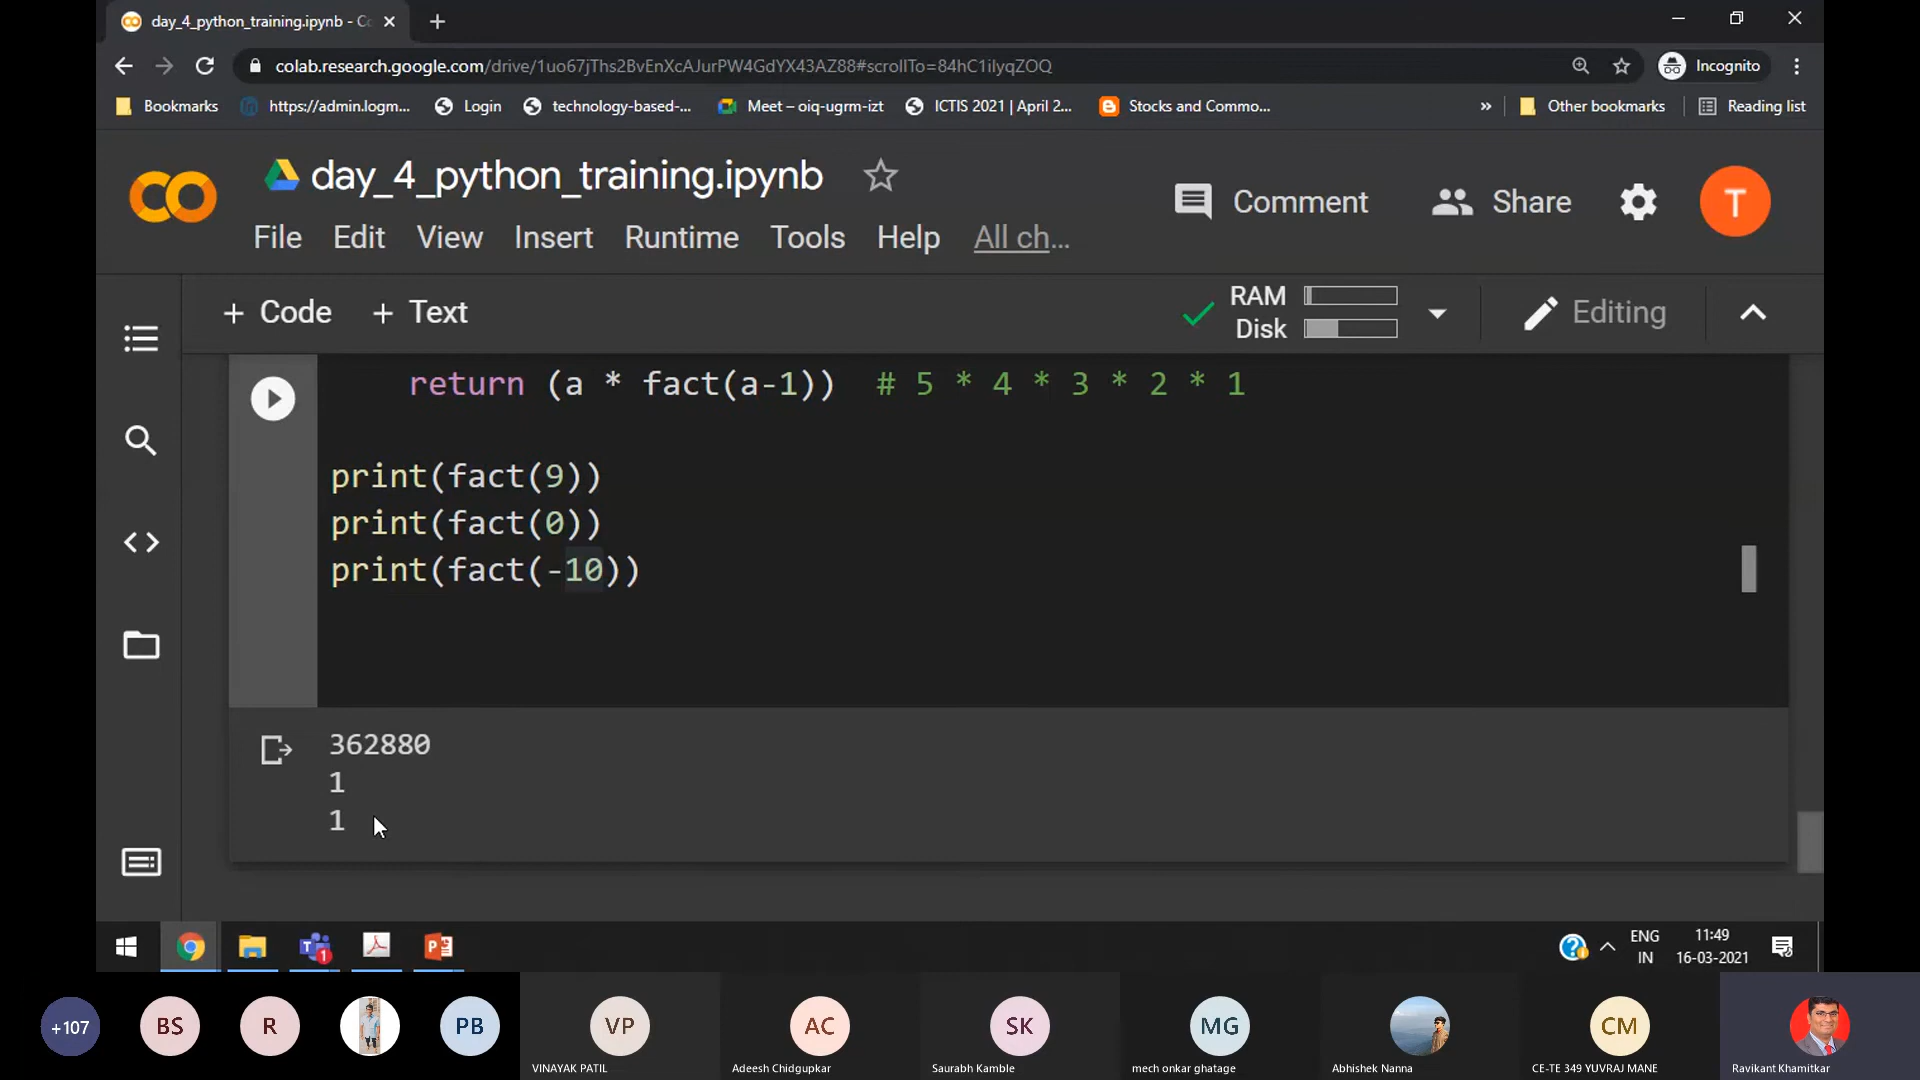 day_4_python_training.ipynb - Co
colab.research.google.com/drive/1uo67jThs2BvEnXcAJurPW4GdYX43AZ88#scrollTo=84hC1ilyqZOQ
Incognito
Bookmarks https://admin.logm... Login technology-based-... Meet – oiq-ugrm-izt ICTIS 2021 | April 2... Stocks and Commo... » Other bookmarks Reading list
CO day_4_python_training.ipynb
Comment Share T
File Edit View Insert Runtime Tools Help All ch...
+ Code + Text
RAM
Disk
Editing
return (a * fact(a-1)) # 5 * 4 * 3 * 2 * 1
print(fact(9))
print(fact(0))
print(fact(-10))
362880
1
1
ENG
IN
11:49
16-03-2021
+107 BS R PB VP AC SK MG CM
VINAYAK PATIL Adeesh Chidgupkar Saurabh Kamble mech onkar ghatage Abhishek Nanna CE-TE 349 YUVRAJ MANE Ravikant Khamitkar